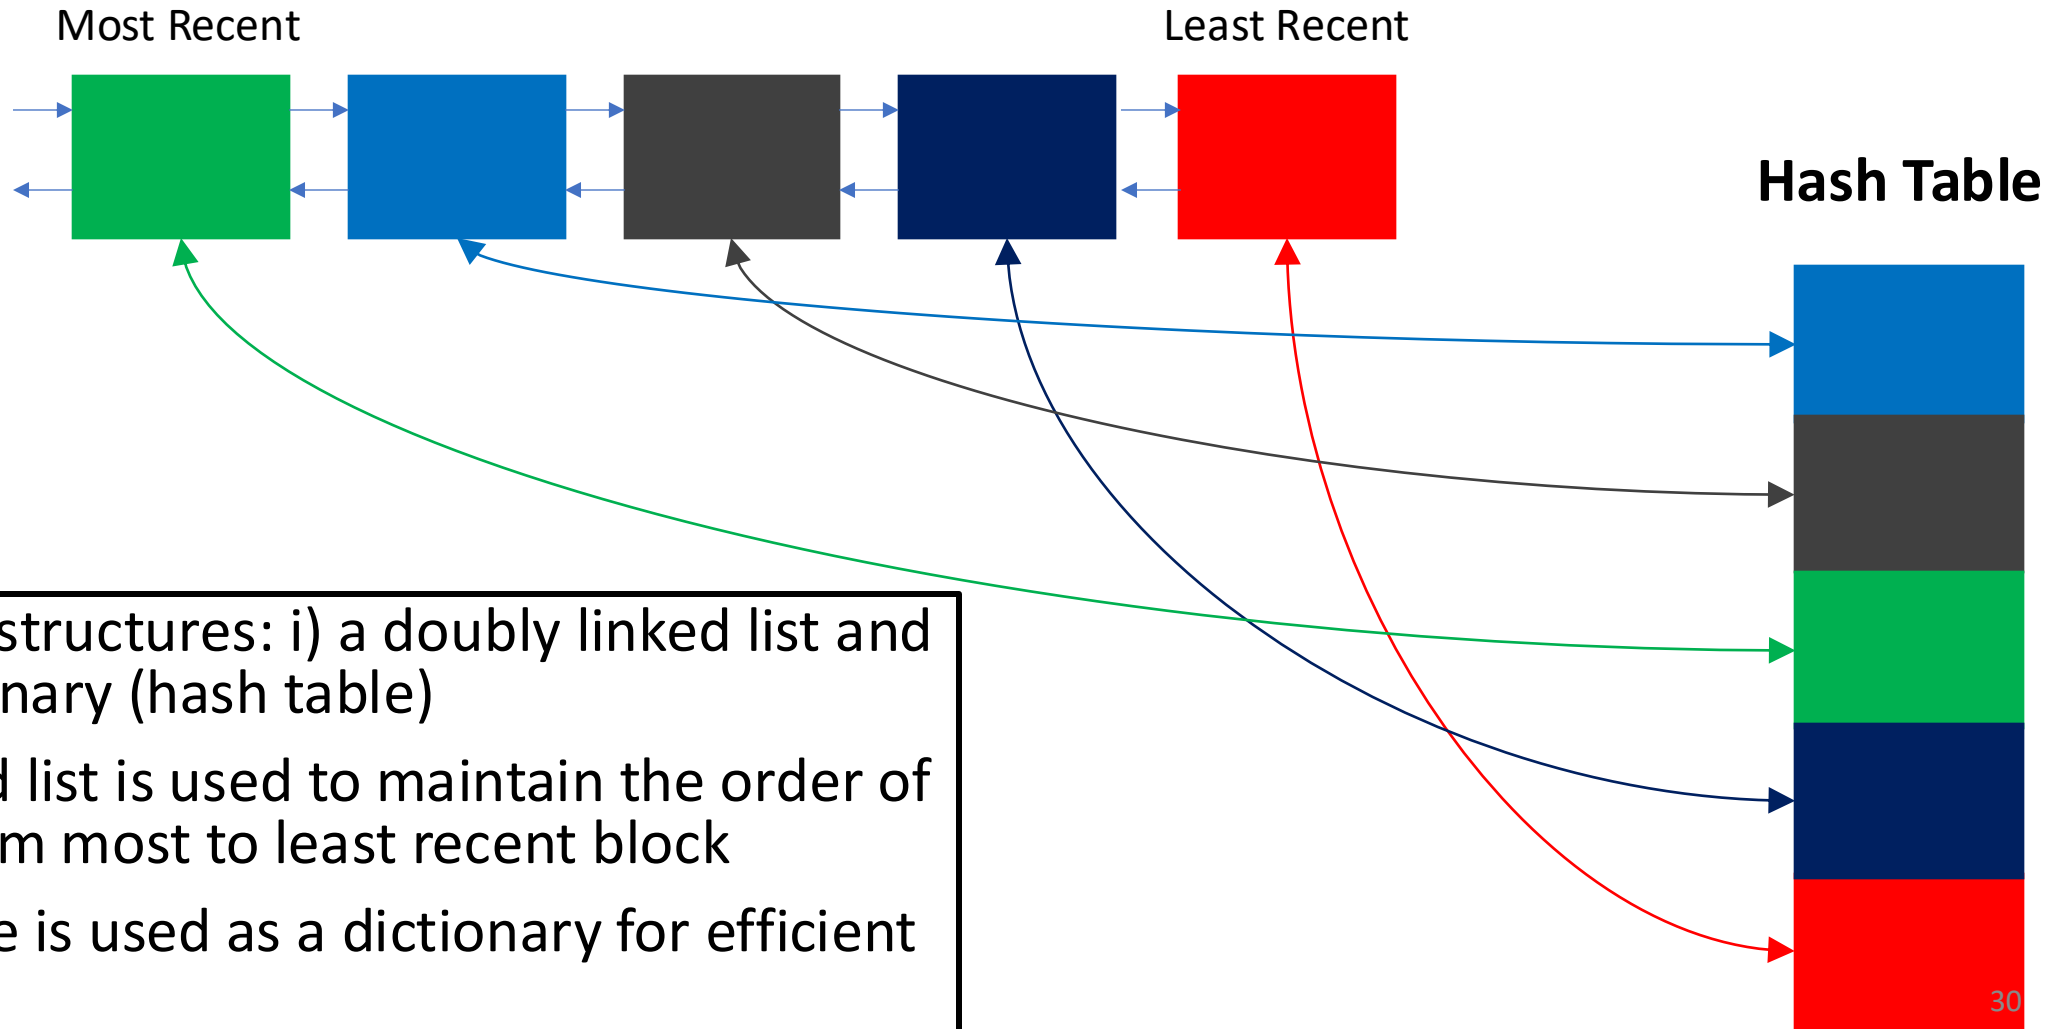 Most Recent
Least Recent
Hash Table
structures: i) a doubly linked list and
nary (hash table)
d list is used to maintain the order of
m most to least recent block
e is used as a dictionary for efficient
30